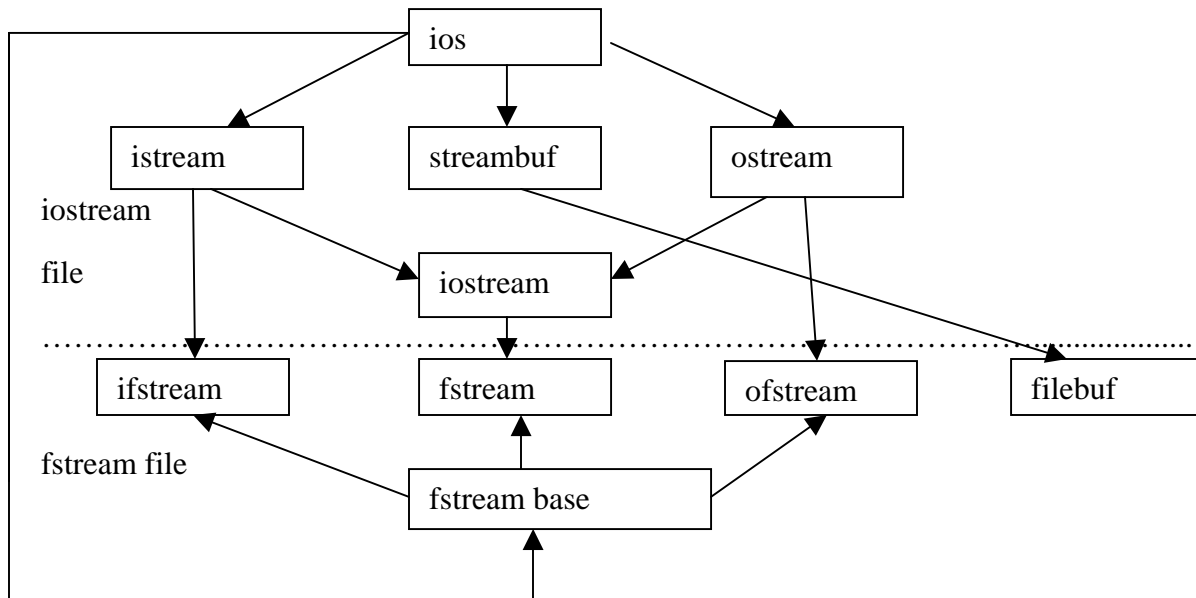 ios
istream
streambuf
ostream
iostream
file
iostream
ifstream
fstream
ofstream
filebuf
fstream file
fstream base